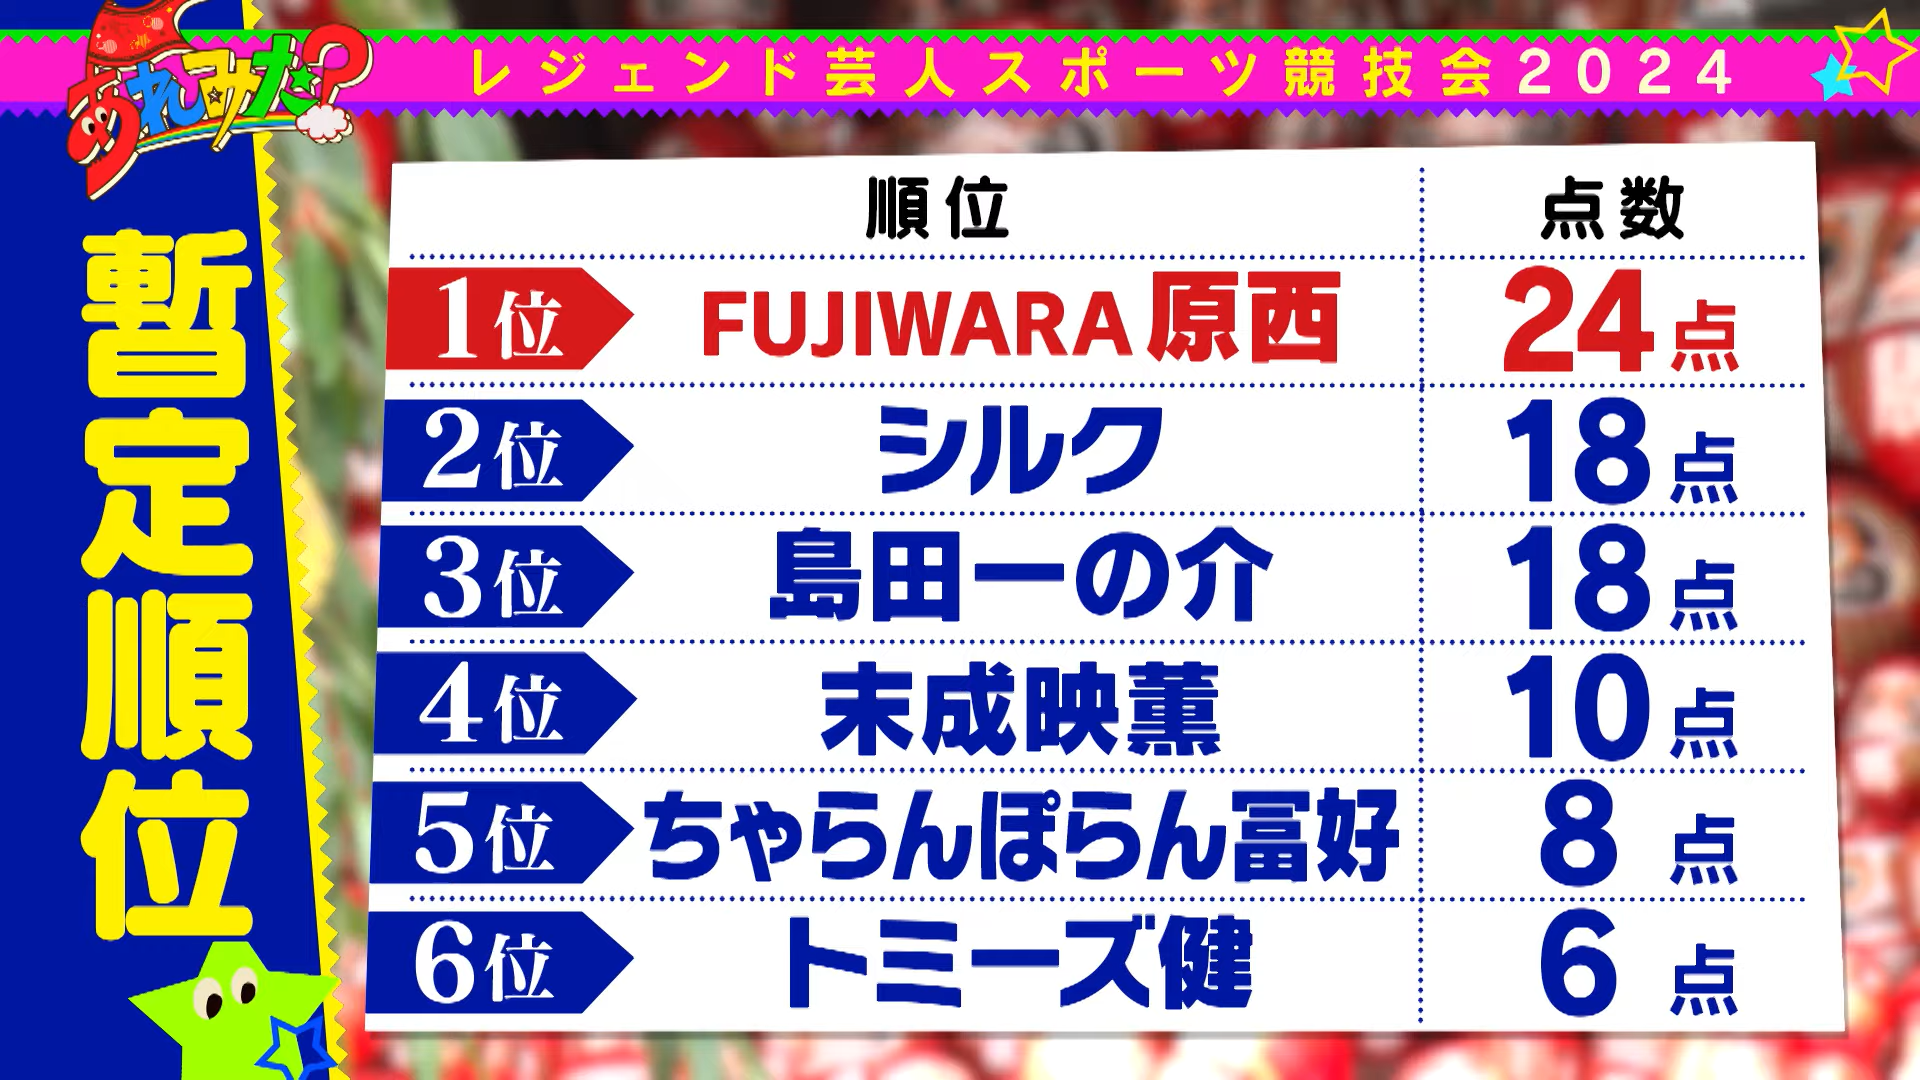 あれみた?
レジェンド芸人スポーツ競技会2024
暫定順位
順位 点数
1位 FUJIWARA原西 24点
2位 シルク 18点
3位 島田一の介 18点
4位 末成映薫 10点
5位 ちゃらんぽらん冨好 8点
6位 トミーズ健 6点